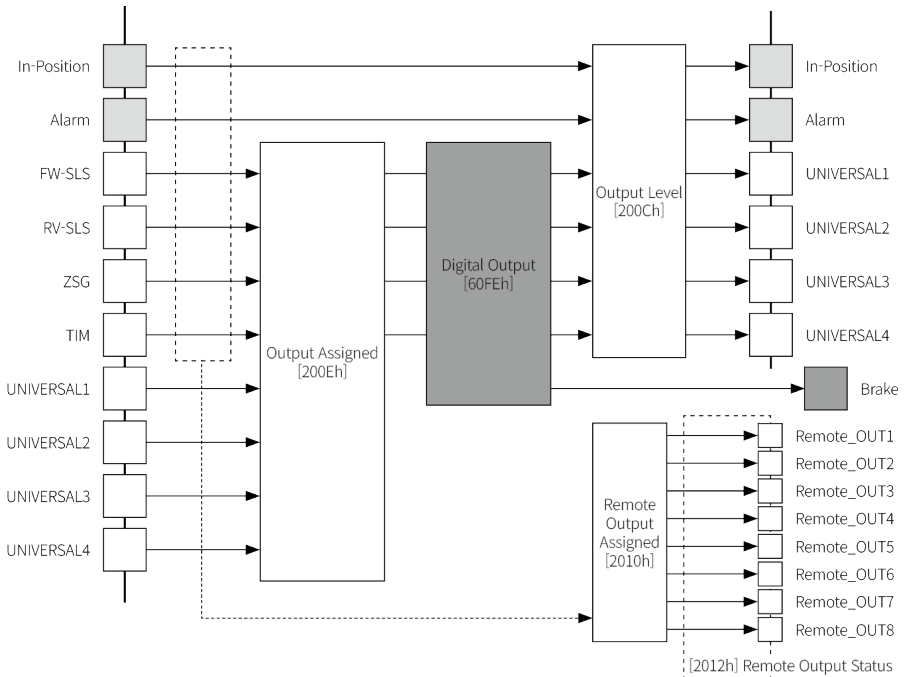 In-Position
Alarm
FW-SLS
RV-SLS
ZSG
TIM
UNIVERSAL1
UNIVERSAL2
UNIVERSAL3
UNIVERSAL4
Output Assigned
[200Eh]
Digital Output
[60FEh]
Output Level
[200Ch]
In-Position
Alarm
UNIVERSAL1
UNIVERSAL2
UNIVERSAL3
UNIVERSAL4
Brake
Remote
Output
Assigned
[2010h]
Remote_OUT1
Remote_OUT2
Remote_OUT3
Remote_OUT4
Remote_OUT5
Remote_OUT6
Remote_OUT7
Remote_OUT8
[2012h] Remote Output Status